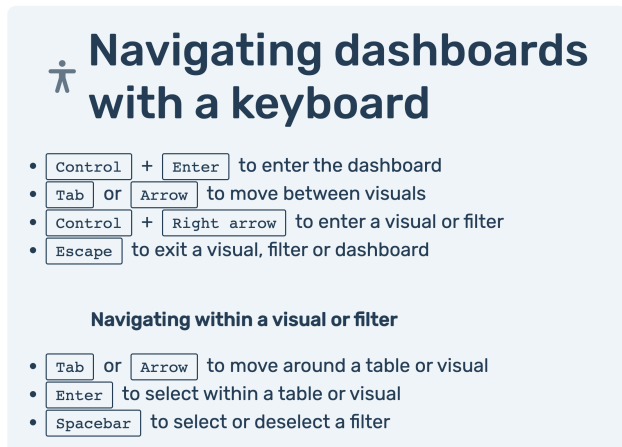 Navigating dashboards
with a keyboard
• Control + Enter to enter the dashboard
• Tab or Arrow to move between visuals
• Control + Right arrow to enter a visual or filter
• Escape to exit a visual, filter or dashboard
Navigating within a visual or filter
• Tab or Arrow to move around a table or visual
• Enter to select within a table or visual
• Spacebar to select or deselect a filter